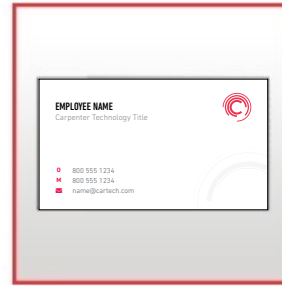 EMPLOYEE NAME
Carpenter Technology Title
O 800 555 1234
M 800 555 1234
name@cartech.com